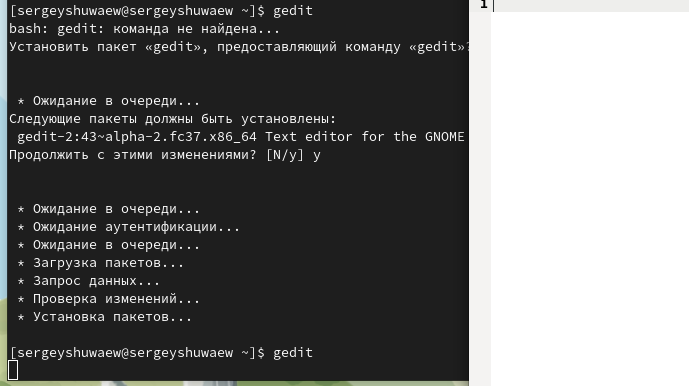 [sergeyshuwaew@sergeyshuwaew ~]$ gedit
1
bash: gedit: команда не найдена...
Установить пакет «gedit», предоставляющий команду «gedit»?
* Ожидание в очереди...
Следующие пакеты должны быть установлены:
gedit-2:43~alpha-2.fc37.x86_64 Text editor for the GNOME
Продолжить с этими изменениями? [N/y] y
* Ожидание в очереди...
* Ожидание аутентификации...
* Ожидание в очереди...
* Загрузка пакетов...
* Запрос данных...
* Проверка изменений...
* Установка пакетов...
[sergeyshuwaew@sergeyshuwaew ~]$ gedit